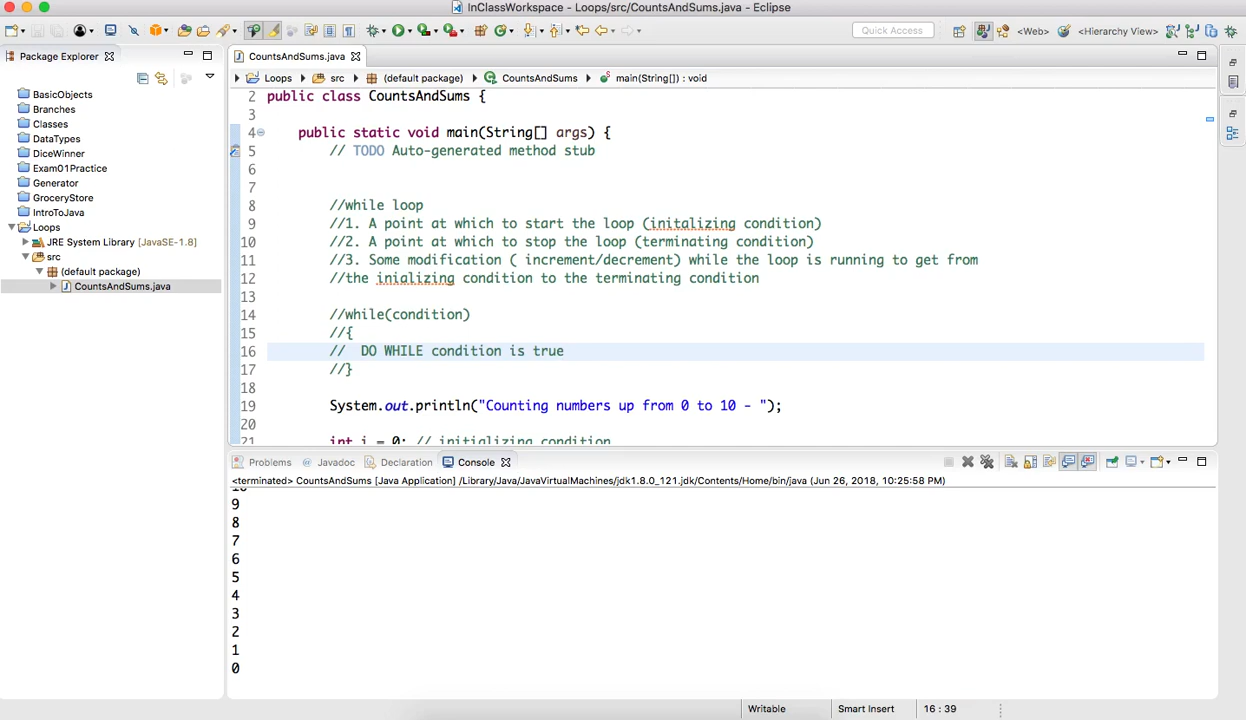 InClassWorkspace - Loops/src/CountsAndSums.java - Eclipse
Quick Access
<Web>
<Hierarchy View>
Package Explorer
CountsAndSums.java
Loops
src
(default package)
CountsAndSums
main(String[]) : void
BasicObjects
Branches
Classes
DataTypes
DiceWinner
Exam01Practice
Generator
GroceryStore
IntroToJava
Loops
JRE System Library [JavaSE-1.8]
src
(default package)
CountsAndSums.java
2 public class CountsAndSums {
3
4 public static void main(String[] args) {
5 // TODO Auto-generated method stub
6
7
8 //while loop
9 //1. A point at which to start the loop (initalizing condition)
10 //2. A point at which to stop the loop (terminating condition)
11 //3. Some modification ( increment/decrement) while the loop is running to get from
12 //the inializing condition to the terminating condition
13
14 //while(condition)
15 //{
16 // DO WHILE condition is true
17 //}
18
19 System.out.println("Counting numbers up from 0 to 10 - ");
20
21 int i = 0; // initializing condition
Problems
Javadoc
Declaration
Console
<terminated> CountsAndSums [Java Application] /Library/Java/JavaVirtualMachines/jdk1.8.0_121.jdk/Contents/Home/bin/java (Jun 26, 2018, 10:25:58 PM)
10
9
8
7
6
5
4
3
2
1
0
Writable
Smart Insert
16 : 39